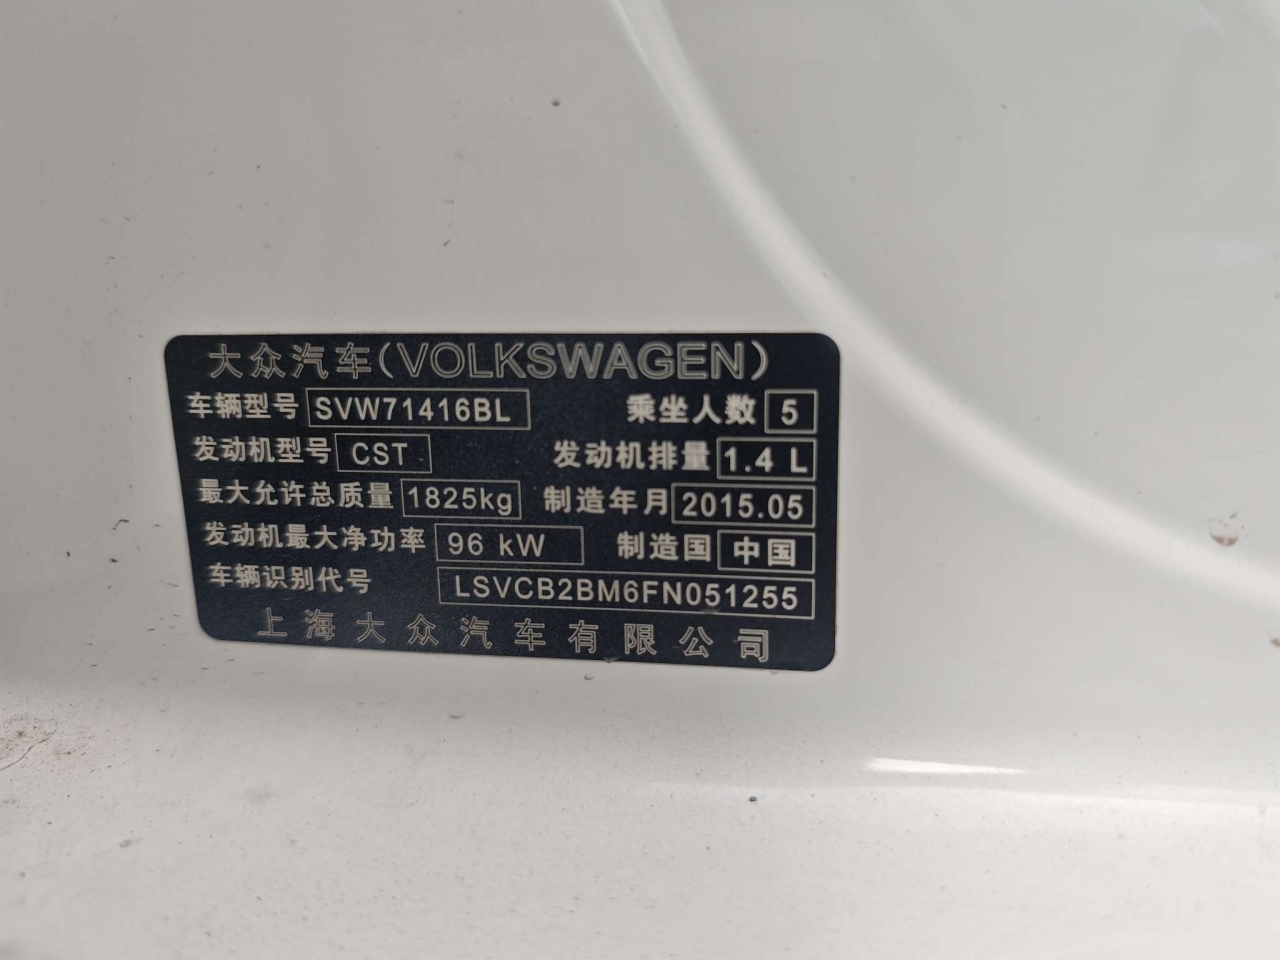 大众汽车(VOLKSWAGEN)
车辆型号 SVW71416BL 乘坐人数 5
发动机型号 CST 发动机排量 1.4 L
最大允许总质量 1825kg 制造年月 2015.05
发动机最大净功率 96 kW 制造国 中国
车辆识别代号 LSVCB2BM6FN051255
上海大众汽车有限公司